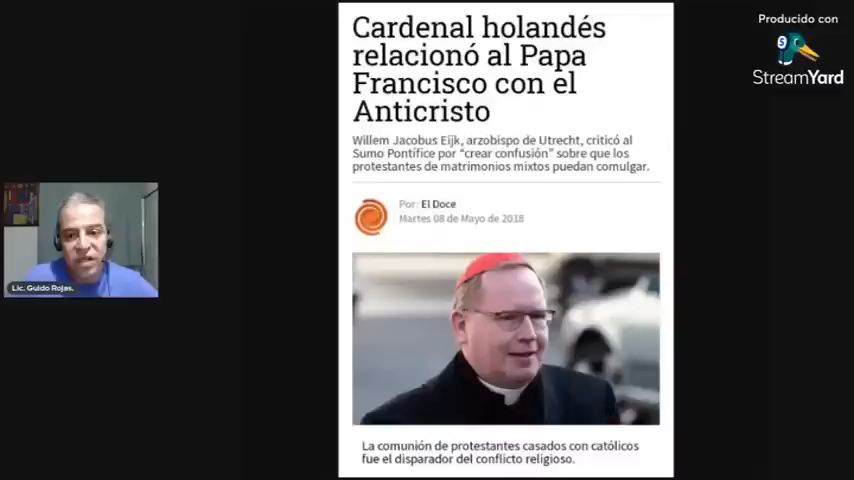 Cardenal holandés
relacionó al Papa
Francisco con el
Anticristo
Willem Jacobus Eijk, arzobispo de Utrecht, criticó al
Sumo Pontífice por “crear confusión” sobre que los
protestantes de matrimonios mixtos puedan comulgar.
Por: El Doce
Martes 08 de Mayo de 2018
La comunión de protestantes casados con católicos
fue el disparador del conflicto religioso.
Lic. Guido Rojas.
Producido con
StreamYard